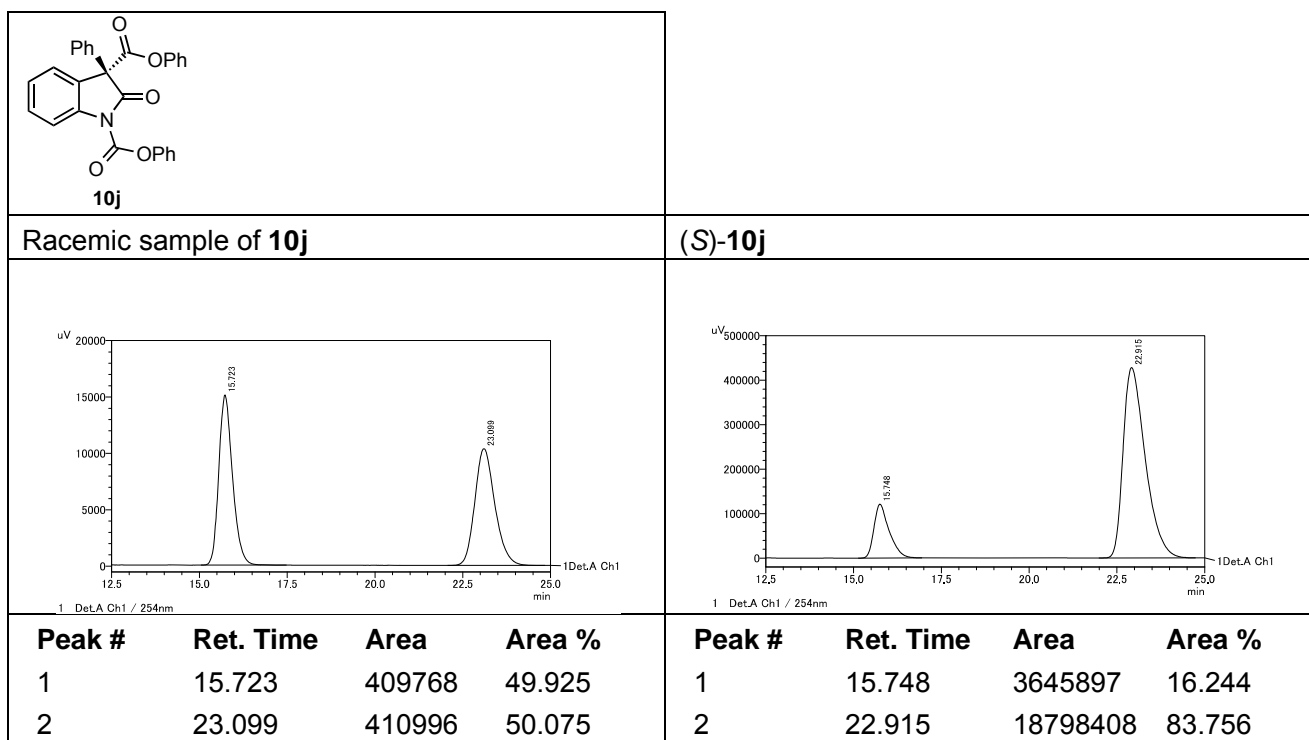 O
Ph
OPh
O
N
O
OPh
10j
Racemic sample of 10j
(S)-10j
uV
20000
15000
10000
5000
0
15.723
23.099
12.5 15.0 17.5 20.0 22.5 25.0
min
1Det.A Ch1
1 Det.A Ch1 / 254nm
uV
500000
400000
300000
200000
100000
0
15.748
22.915
12.5 15.0 17.5 20.0 22.5 25.0
min
1Det.A Ch1
1 Det.A Ch1 / 254nm
Peak # Ret. Time Area Area %
1 15.723 409768 49.925
2 23.099 410996 50.075
Peak # Ret. Time Area Area %
1 15.748 3645897 16.244
2 22.915 18798408 83.756